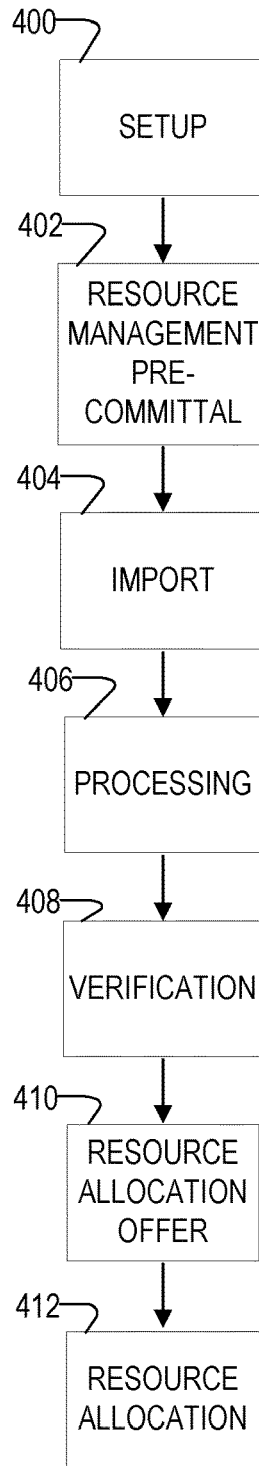 400
SETUP
402
RESOURCE
MANAGEMENT
PRE-
COMMITTAL
404
IMPORT
406
PROCESSING
408
VERIFICATION
410
RESOURCE
ALLOCATION
OFFER
412
RESOURCE
ALLOCATION